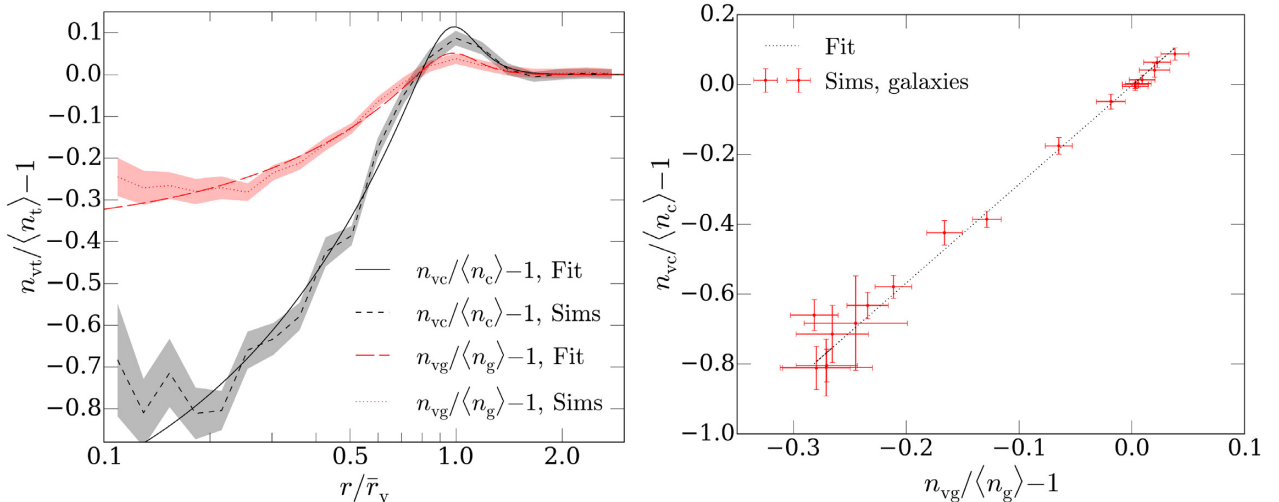 0.1
0.0
−0.1
−0.2
−0.3
−0.4
−0.5
−0.6
−0.7
−0.8
n_vt/⟨n_t⟩−1
n_vc/⟨n_c⟩−1, Fit
n_vc/⟨n_c⟩−1, Sims
n_vg/⟨n_g⟩−1, Fit
n_vg/⟨n_g⟩−1, Sims
0.1 0.5 1.0 2.0
r/r̄_v
0.2
0.0
−0.2
−0.4
−0.6
−0.8
−1.0
n_vc/⟨n_c⟩−1
Fit
Sims, galaxies
−0.3 −0.2 −0.1 0.0 0.1
n_vg/⟨n_g⟩−1